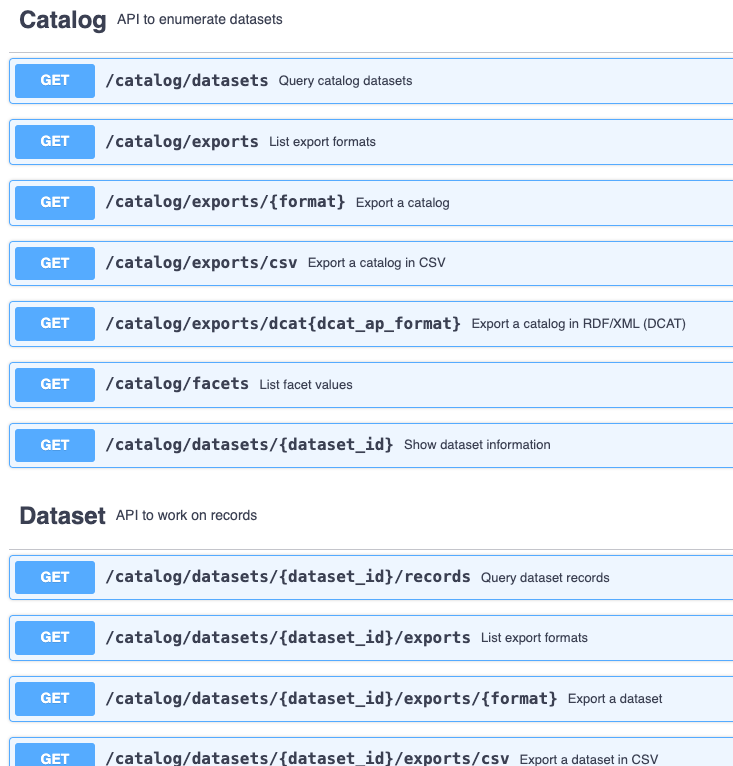 Catalog API to enumerate datasets
GET /catalog/datasets Query catalog datasets
GET /catalog/exports List export formats
GET /catalog/exports/{format} Export a catalog
GET /catalog/exports/csv Export a catalog in CSV
GET /catalog/exports/dcat{dcat_ap_format} Export a catalog in RDF/XML (DCAT)
GET /catalog/facets List facet values
GET /catalog/datasets/{dataset_id} Show dataset information
Dataset API to work on records
GET /catalog/datasets/{dataset_id}/records Query dataset records
GET /catalog/datasets/{dataset_id}/exports List export formats
GET /catalog/datasets/{dataset_id}/exports/{format} Export a dataset
GET /catalog/datasets/{dataset_id}/exports/csv Export a dataset in CSV